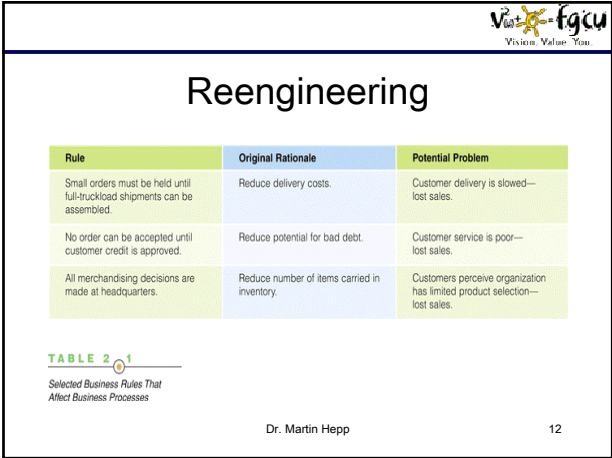 fgcu
Vision. Value. You.
Reengineering
Rule
Original Rationale
Potential Problem
Small orders must be held until
full-truckload shipments can be
assembled.
Reduce delivery costs.
Customer delivery is slowed—
lost sales.
No order can be accepted until
customer credit is approved.
Reduce potential for bad debt.
Customer service is poor—
lost sales.
All merchandising decisions are
made at headquarters.
Reduce number of items carried in
inventory.
Customers perceive organization
has limited product selection—
lost sales.
TABLE 2 1
Selected Business Rules That
Affect Business Processes
Dr. Martin Hepp
12